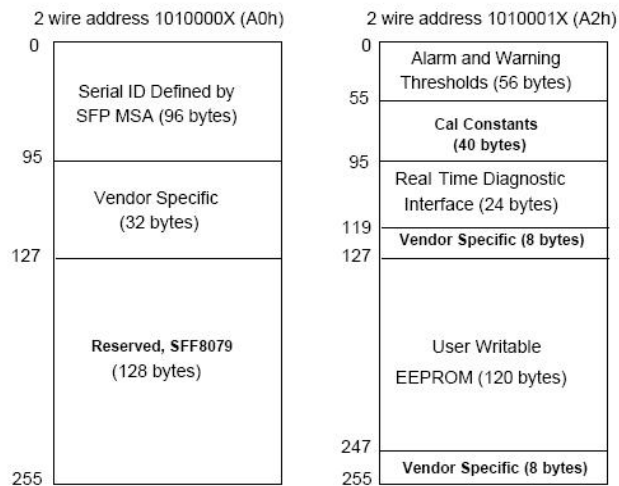 2 wire address 1010000X (A0h)
0
Serial ID Defined by
SFP MSA (96 bytes)
95
Vendor Specific
(32 bytes)
127
Reserved, SFF8079
(128 bytes)
255
2 wire address 1010001X (A2h)
0
Alarm and Warning
Thresholds (56 bytes)
55
Cal Constants
(40 bytes)
95
Real Time Diagnostic
Interface (24 bytes)
119
Vendor Specific (8 bytes)
127
User Writable
EEPROM (120 bytes)
247
Vendor Specific (8 bytes)
255